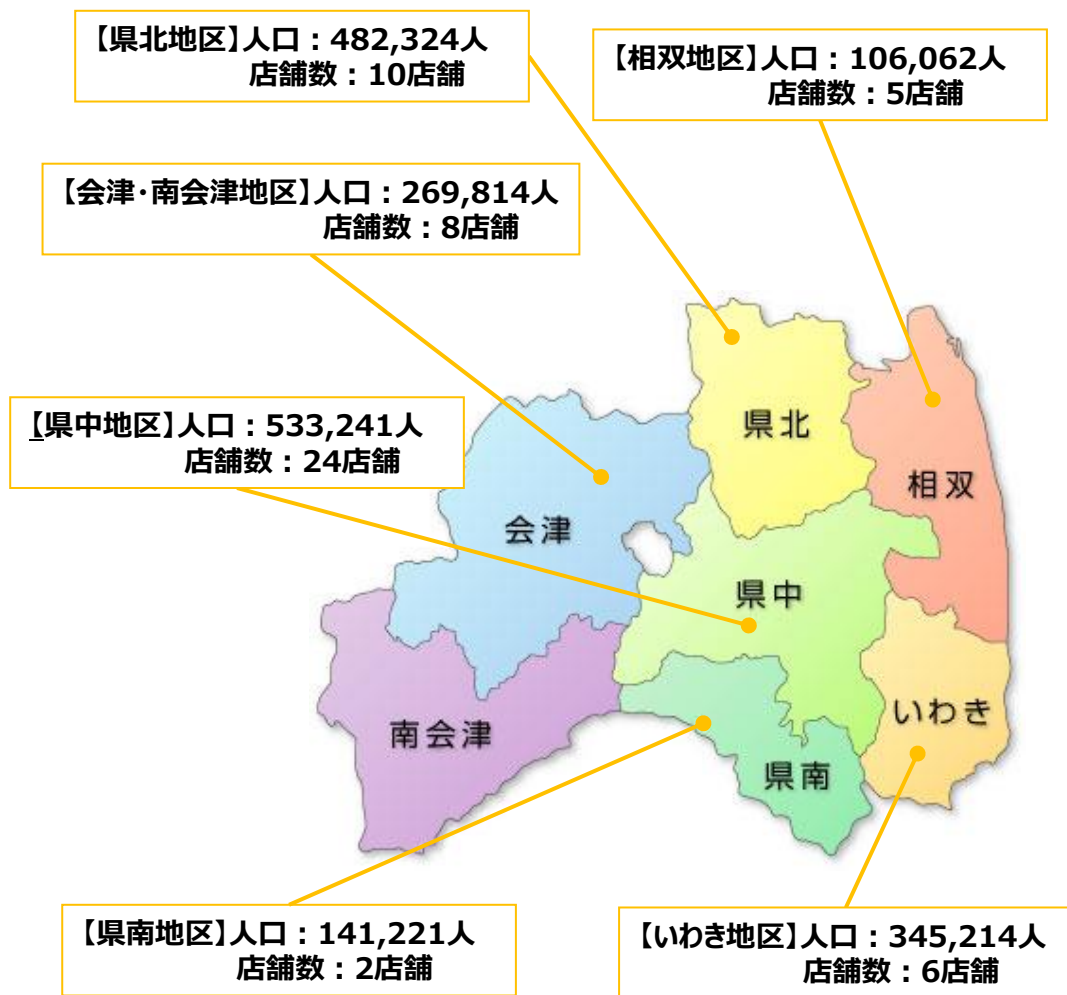 【県北地区】人口：482,324人
店舗数：10店舗
【相双地区】人口：106,062人
店舗数：5店舗
【会津・南会津地区】人口：269,814人
店舗数：8店舗
【県中地区】人口：533,241人
店舗数：24店舗
県北
相双
会津
県中
いわき
南会津
県南
【県南地区】人口：141,221人
店舗数：2店舗
【いわき地区】人口：345,214人
店舗数：6店舗